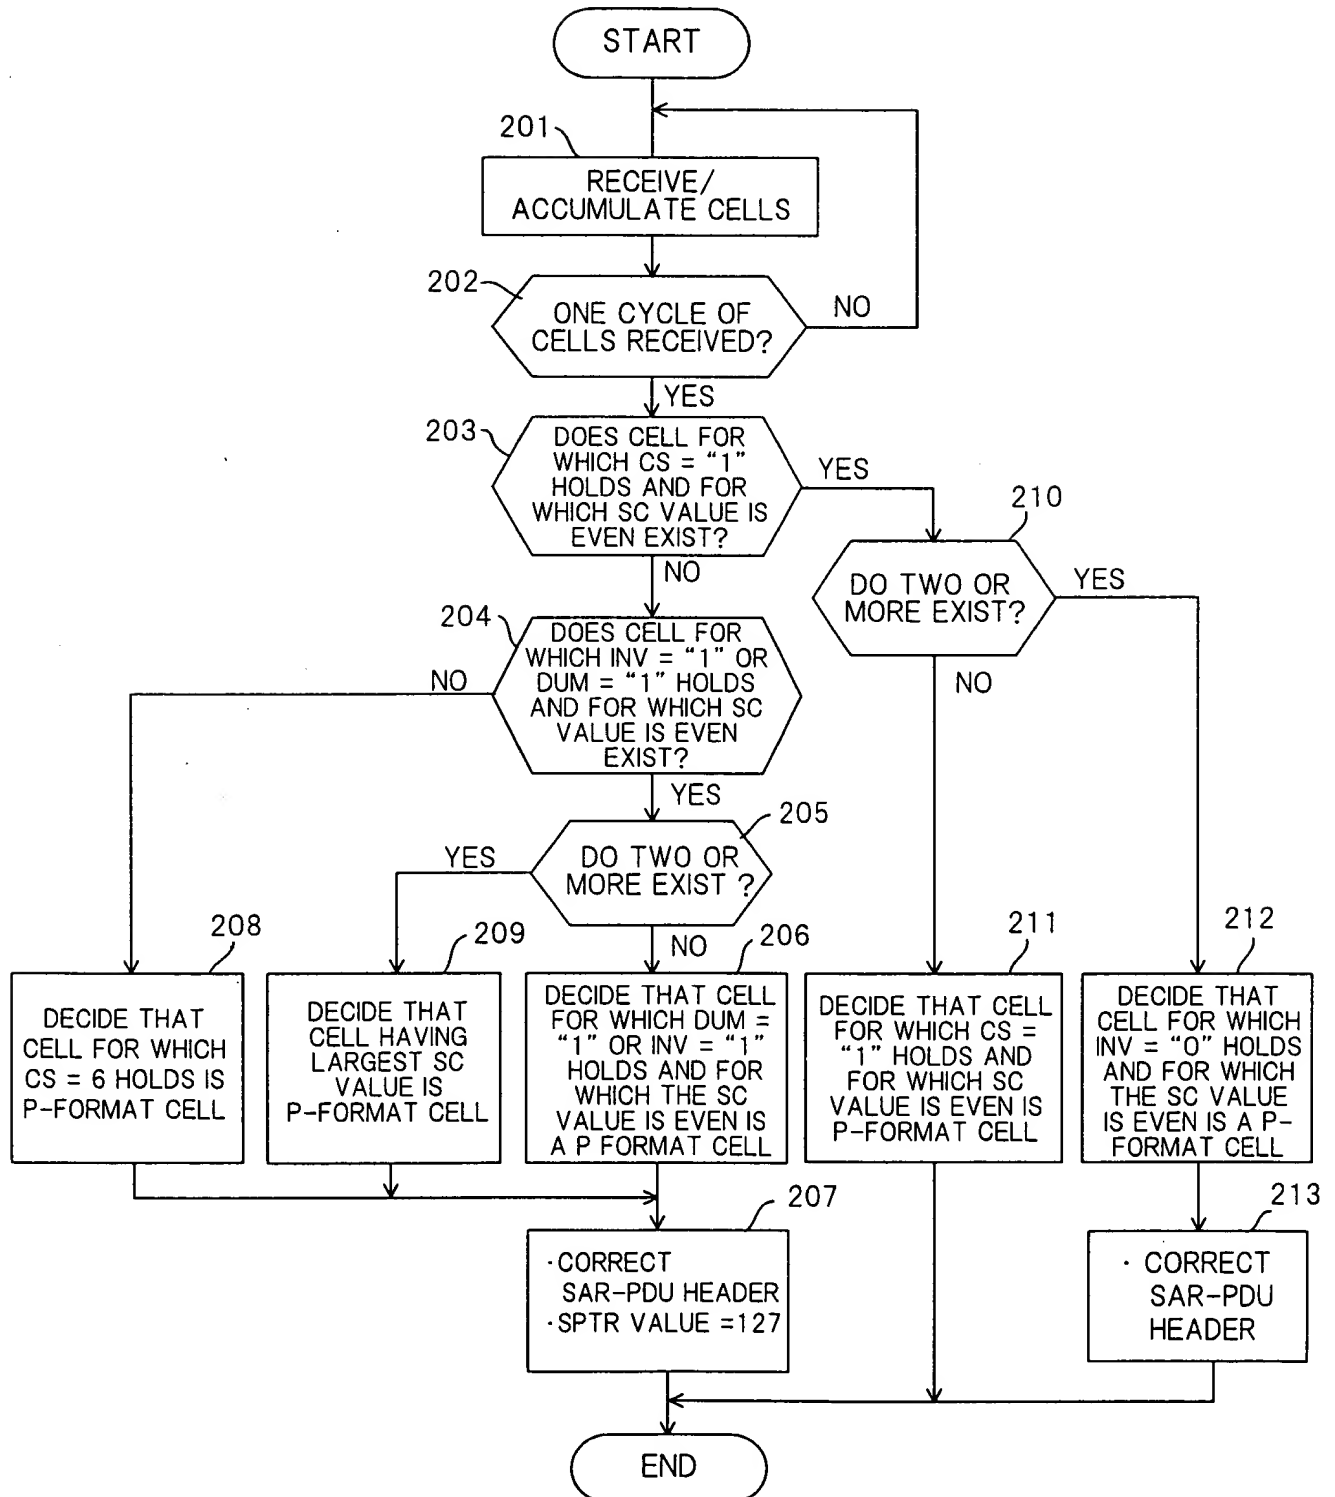 START
201
RECEIVE/
ACCUMULATE CELLS
202
ONE CYCLE OF
CELLS RECEIVED?
NO
YES
203
DOES CELL FOR
WHICH CS = “1”
HOLDS AND FOR
WHICH SC VALUE IS
EVEN EXIST?
YES
NO
210
DO TWO OR
MORE EXIST?
YES
NO
204
DOES CELL FOR
WHICH INV = “1” OR
DUM = “1” HOLDS
AND FOR WHICH SC
VALUE IS EVEN
EXIST?
NO
YES
205
DO TWO OR
MORE EXIST ?
YES
NO
208
DECIDE THAT
CELL FOR WHICH
CS = 6 HOLDS IS
P-FORMAT CELL
209
DECIDE THAT
CELL HAVING
LARGEST SC
VALUE IS
P-FORMAT CELL
206
DECIDE THAT CELL
FOR WHICH DUM =
“1” OR INV = “1”
HOLDS AND FOR
WHICH THE SC
VALUE IS EVEN IS
A P FORMAT CELL
211
DECIDE THAT CELL
FOR WHICH CS =
“1” HOLDS AND
FOR WHICH SC
VALUE IS EVEN IS
P-FORMAT CELL
212
DECIDE THAT
CELL FOR WHICH
INV = “0” HOLDS
AND FOR WHICH
THE SC VALUE
IS EVEN IS A P-
FORMAT CELL
207
·CORRECT
SAR-PDU HEADER
·SPTR VALUE =127
213
· CORRECT
SAR-PDU
HEADER
END